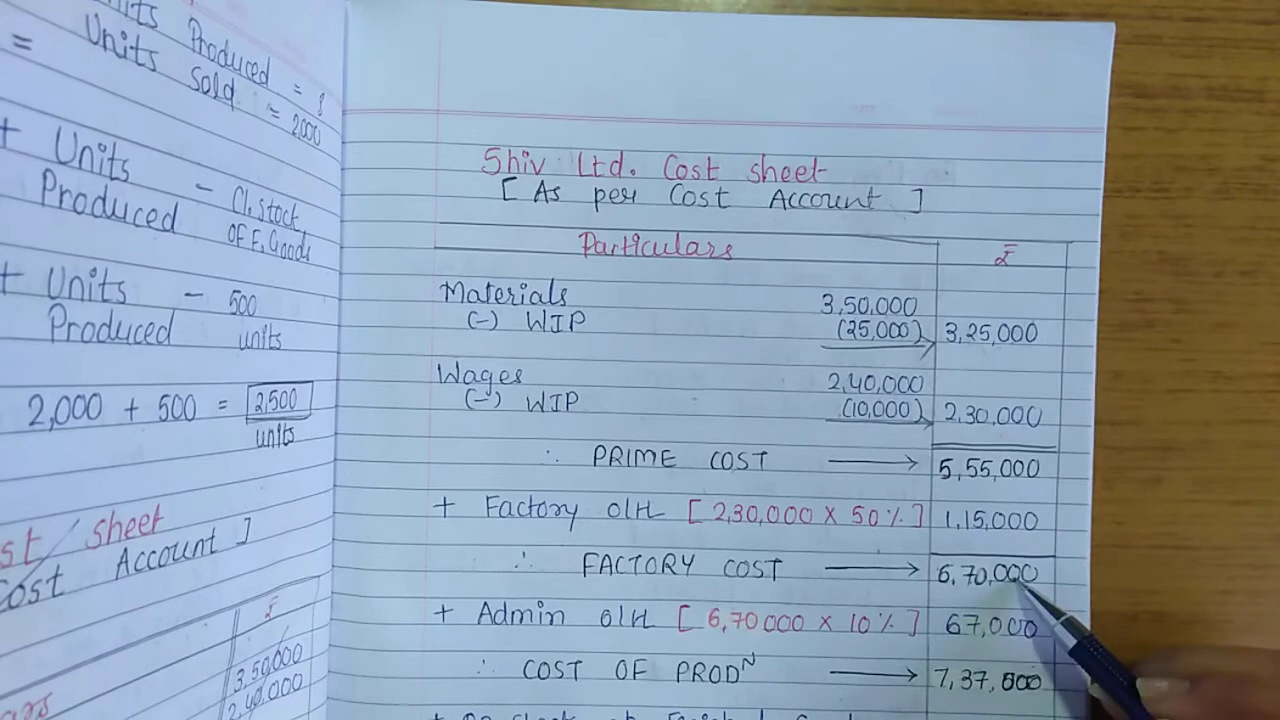 Units Produced = 
= Units Sold = 2000
+ Units Produced - Cl. Stock OF F. Goods
+ Units Produced - 500 units
2,000 + 500 = 2,500 units
sheet
Cost Account ]
₹
3,50,000
2,40,000
Shiv Ltd. Cost sheet
[ As per Cost Account ]
Particulars ₹
Materials 3,50,000
(-) WIP (25,000) 3,25,000
Wages 2,40,000
(-) WIP (10,000) 2,30,000
∴ PRIME COST → 5,55,000
+ Factory O/H [ 2,30,000 X 50% ] 1,15,000
∴ FACTORY COST → 6,70,000
+ Admin O/H [ 6,70000 X 10% ] 67,000
∴ COST OF PRODᴺ → 7,37,000